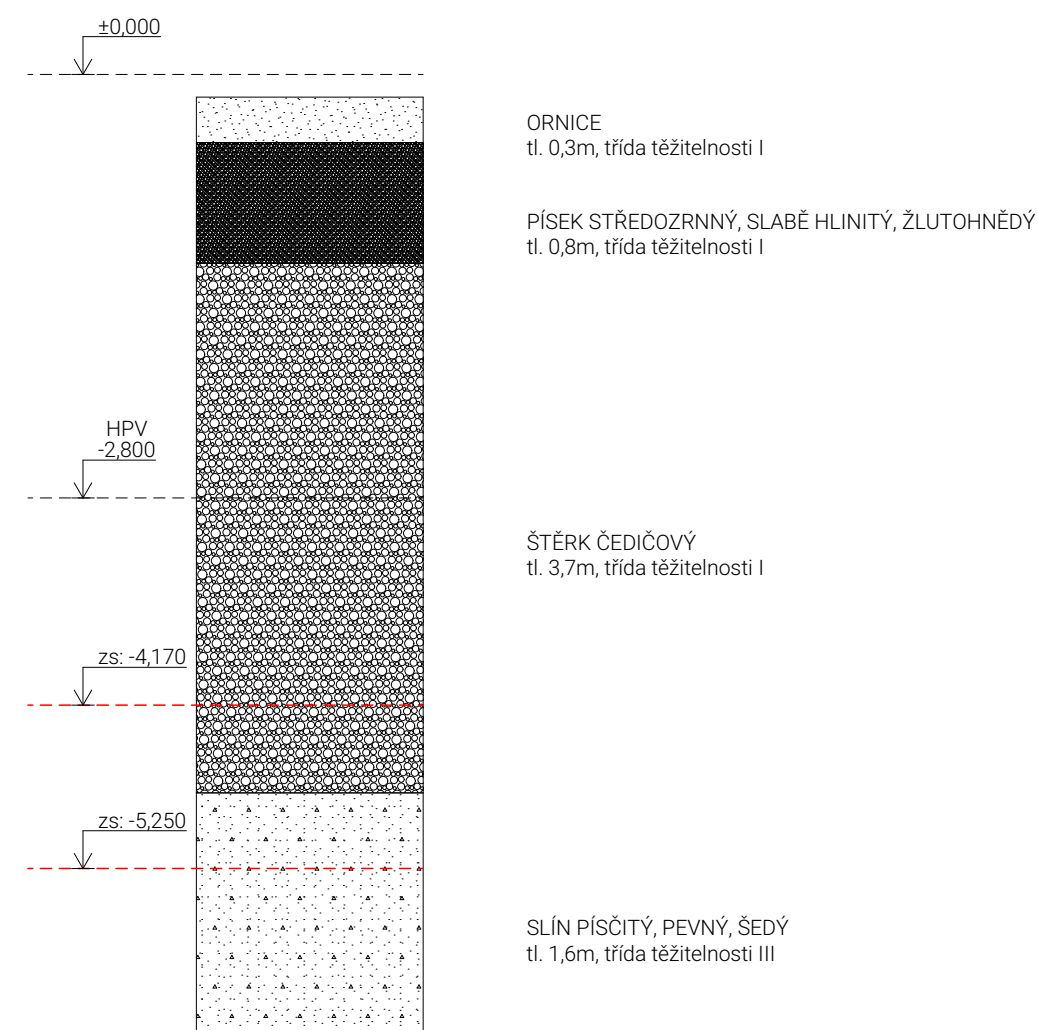 ±0,000
ORNICE
tl. 0,3m, třída těžitelnosti I
PÍSEK STŘEDOZRNNÝ, SLABĚ HLINITÝ, ŽLUTOHNĚDÝ
tl. 0,8m, třída těžitelnosti I
HPV
-2,800
ŠTĚRK ČEDIČOVÝ
tl. 3,7m, třída těžitelnosti I
zs: -4,170
zs: -5,250
SLÍN PÍSČITÝ, PEVNÝ, ŠEDÝ
tl. 1,6m, třída těžitelnosti III